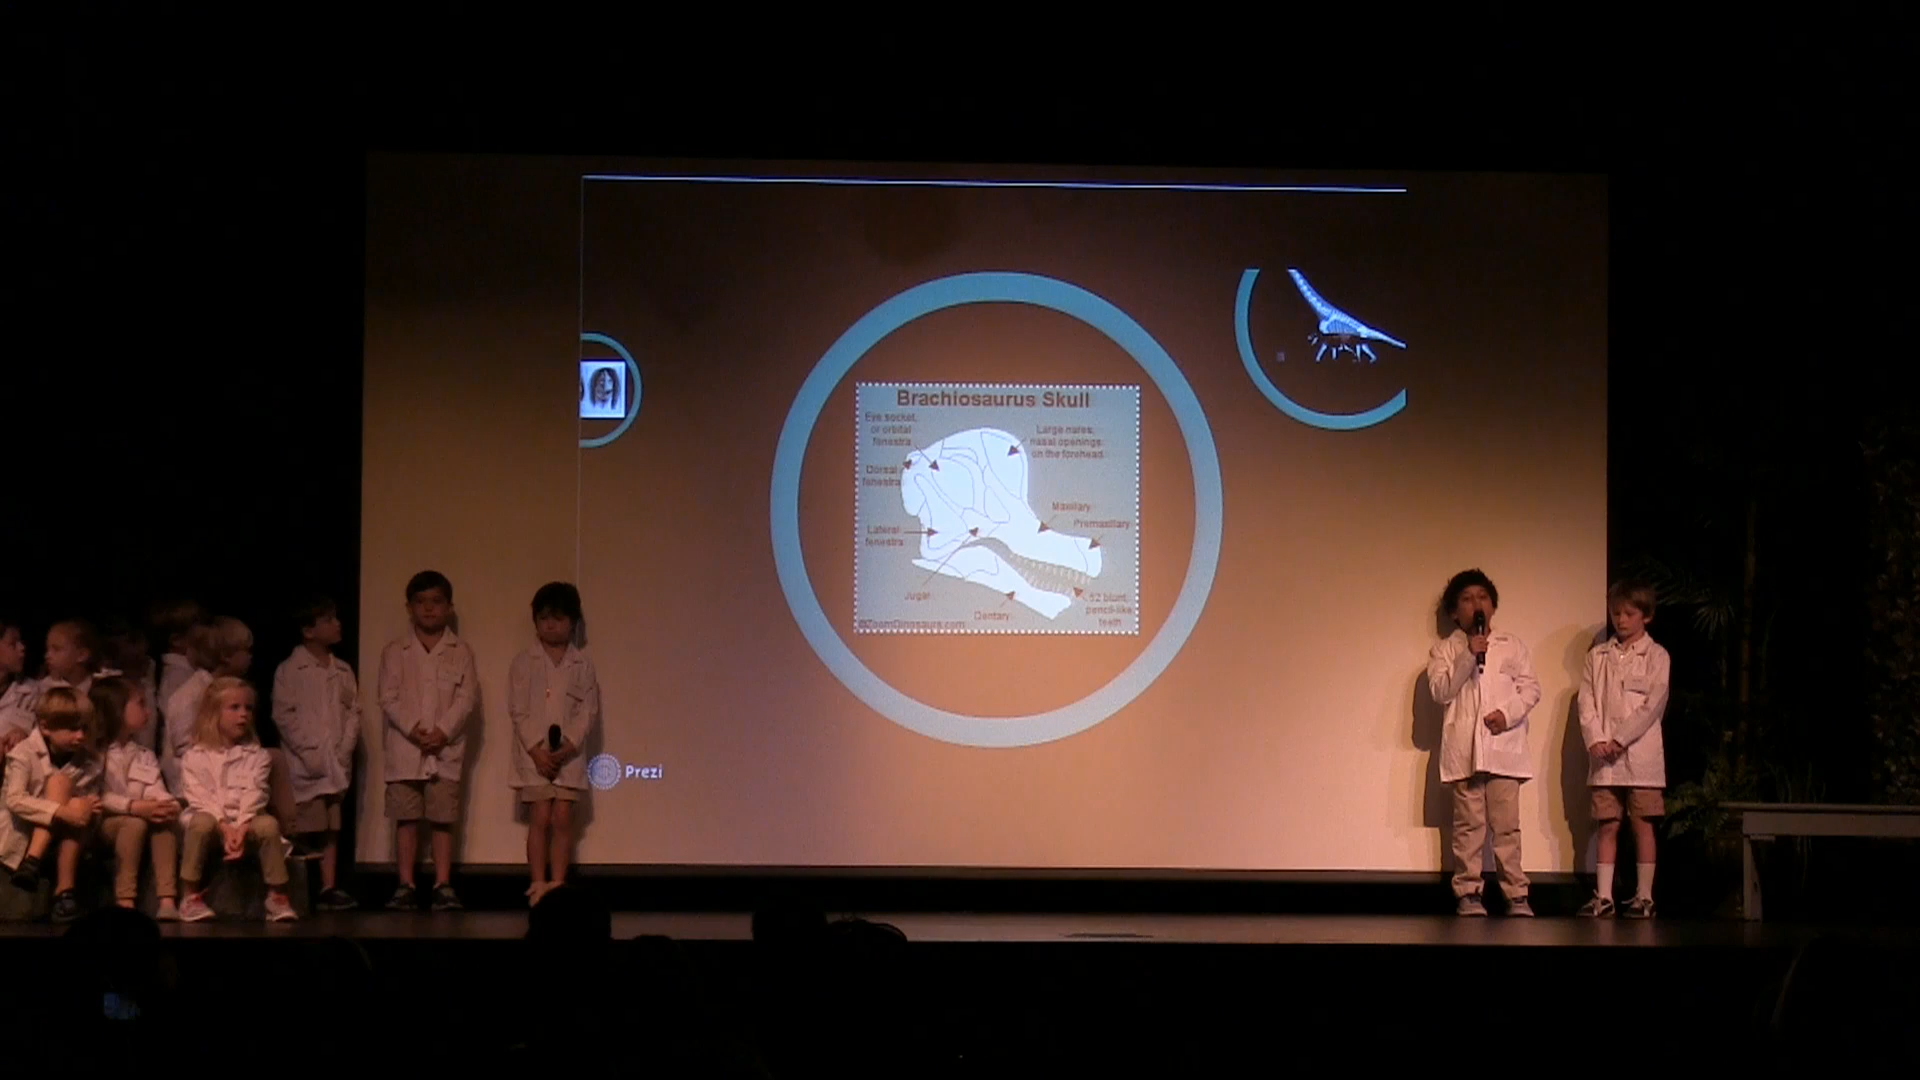 Brachiosaurus Skull
Eye socket,
or orbital
fenestra
Large nares,
nasal openings
on the forehead.
Dorsal
fenestra
Maxillary
Premaxillary
Lateral
fenestra
Jugal
Dentary
52 blunt,
pencil-like
teeth
©ZoomDinosaurs.com
Prezi